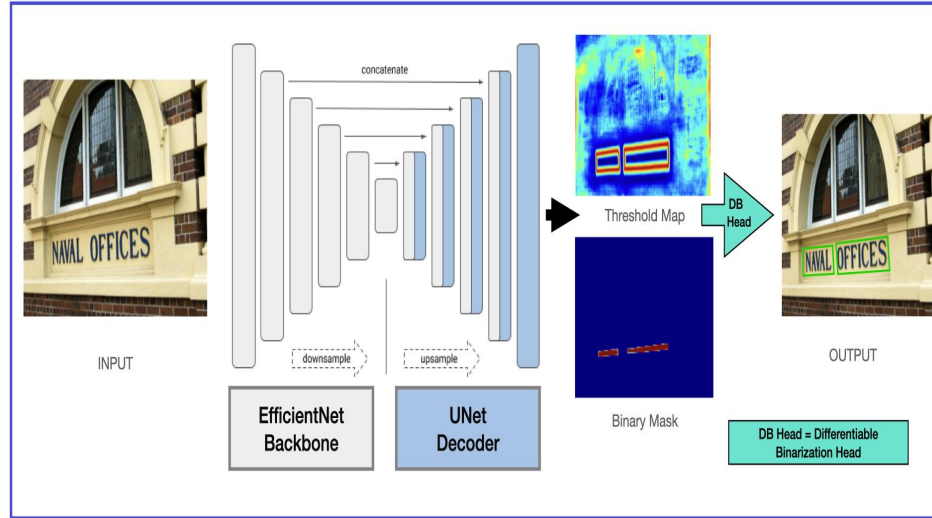 NAVAL OFFICES
INPUT
concatenate
downsample
upsample
EfficientNet
Backbone
UNet
Decoder
Threshold Map
Binary Mask
DB
Head
NAVAL OFFICES
OUTPUT
DB Head = Differentiable
Binarization Head